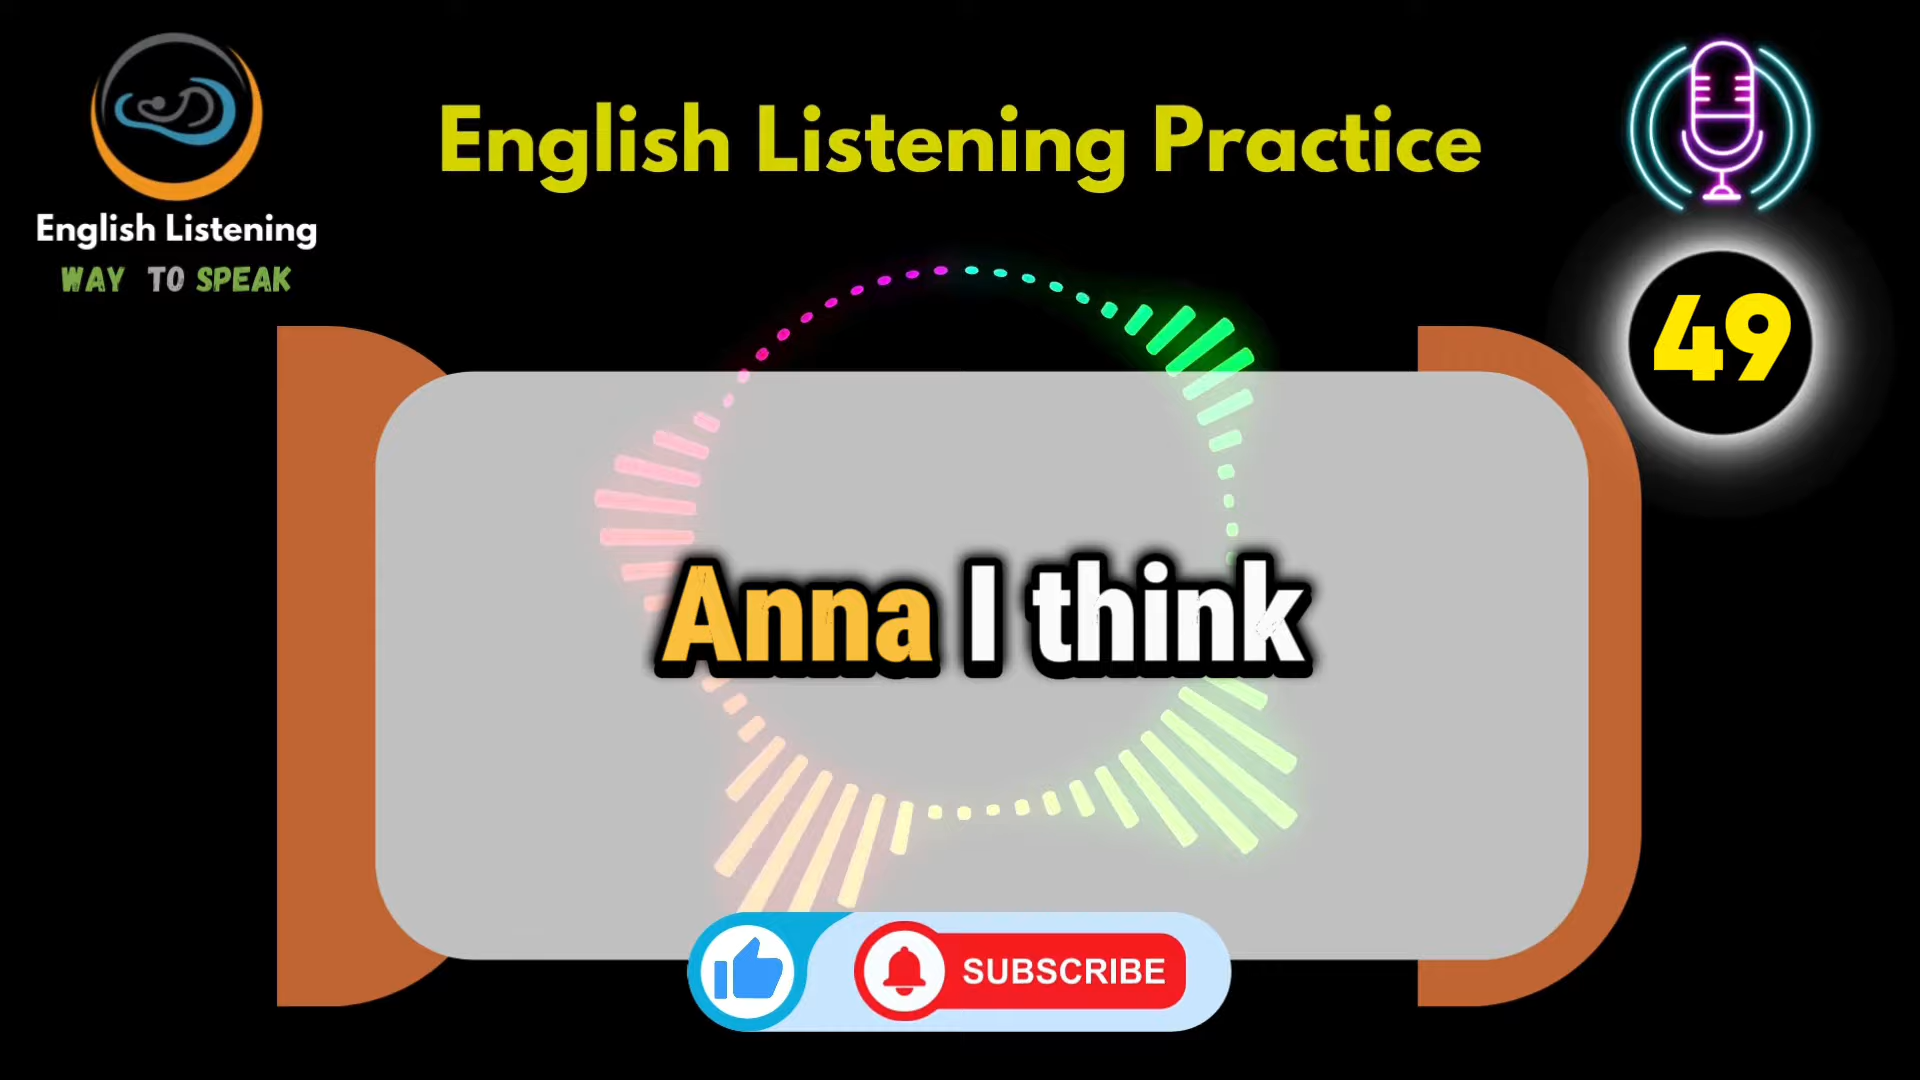 English Listening Practice
English Listening
WAY TO SPEAK
49
Anna I think
SUBSCRIBE